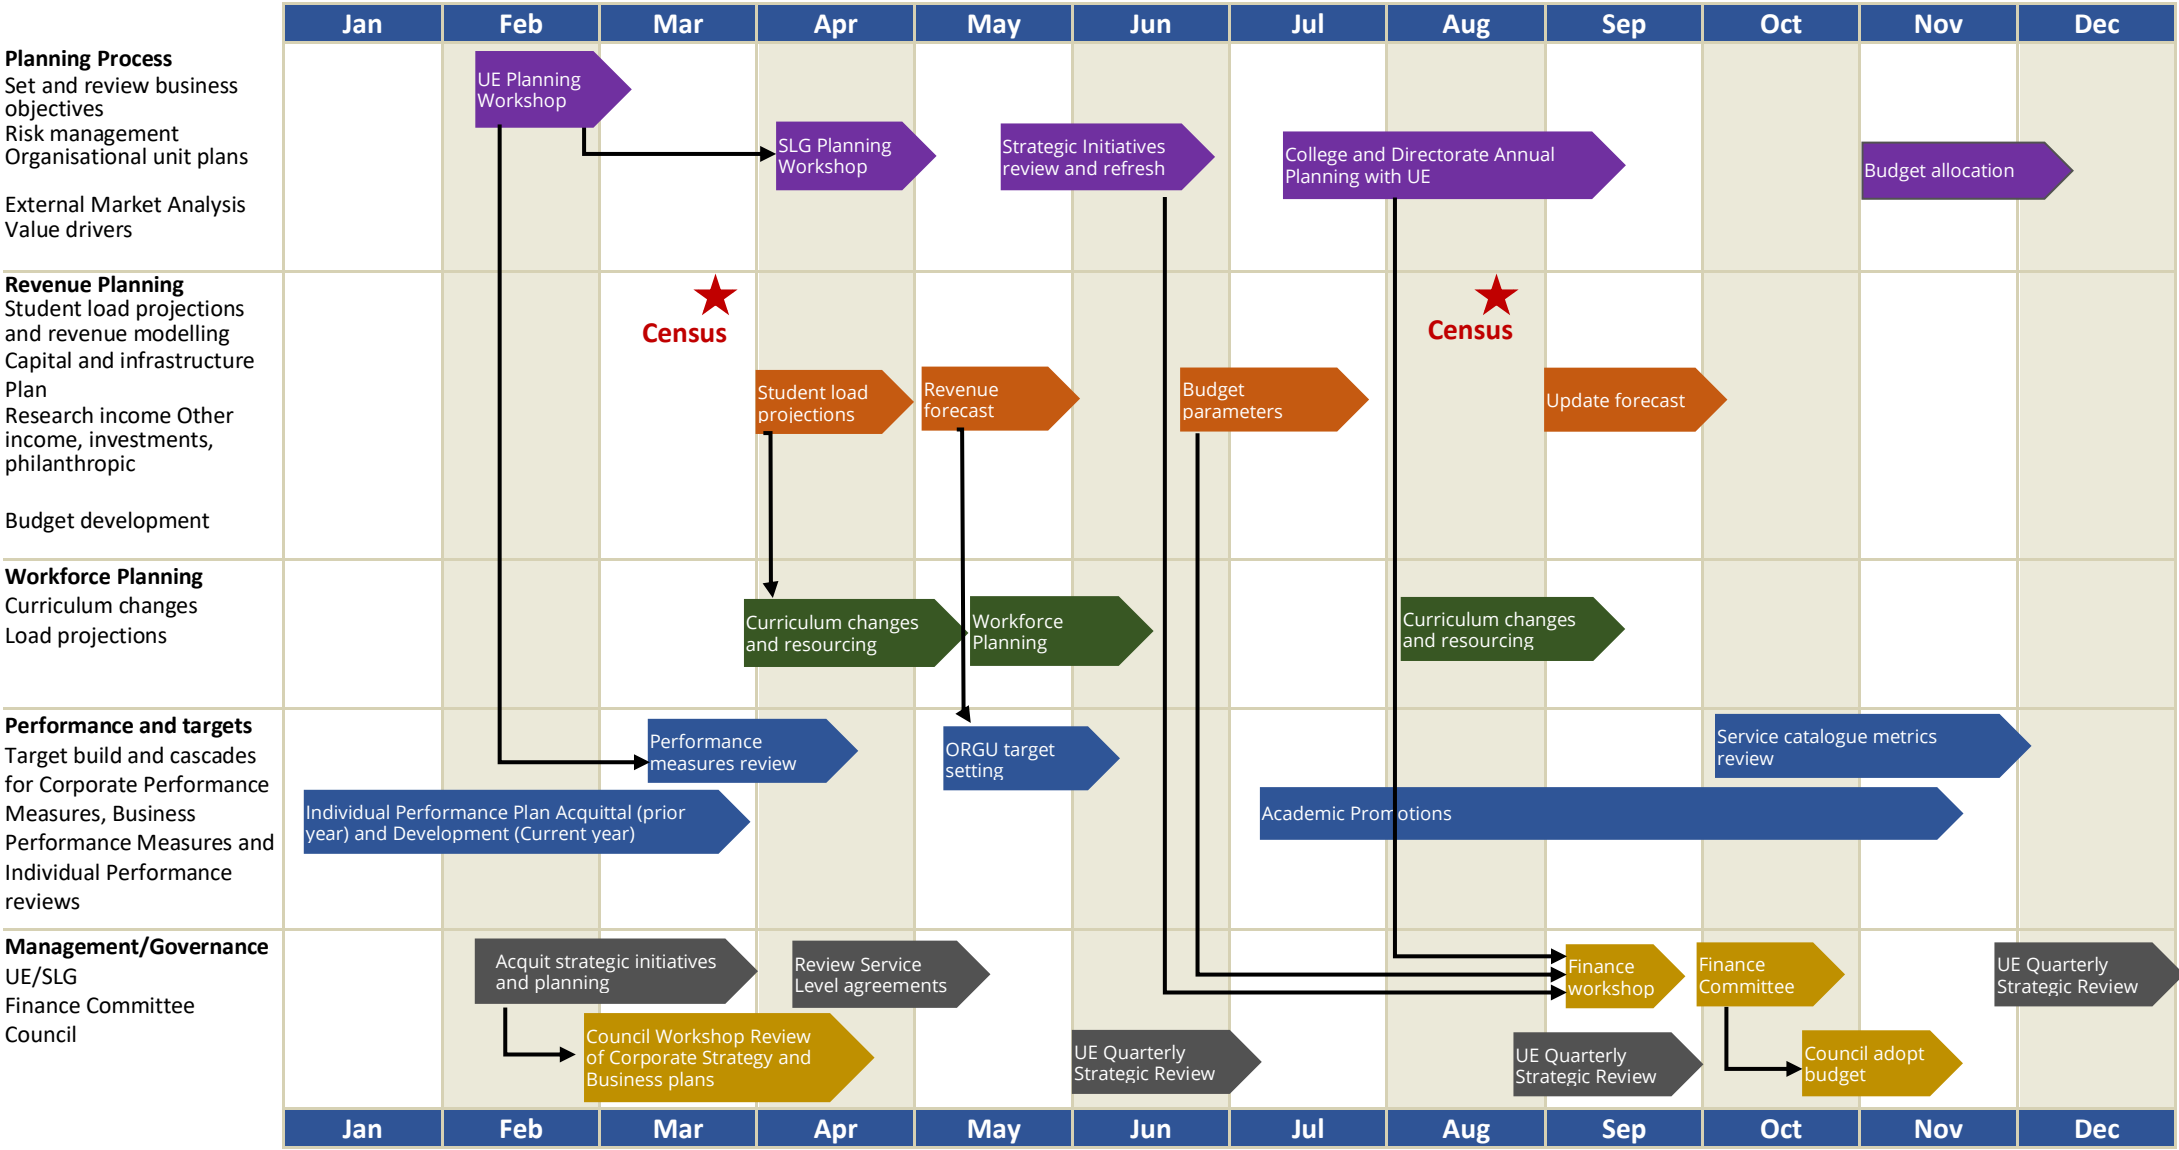 Jan Feb Mar Apr May Jun Jul Aug Sep Oct Nov Dec
Planning Process
Set and review business
objectives
Risk management
Organisational unit plans
External Market Analysis
Value drivers
UE Planning
Workshop
SLG Planning
Workshop
Strategic Initiatives
review and refresh
College and Directorate Annual
Planning with UE
Budget allocation
Revenue Planning
Student load projections
and revenue modelling
Capital and infrastructure
Plan
Research income Other
income, investments,
philanthropic
Budget development
Census
Census
Student load
projections
Revenue
forecast
Budget
parameters
Update forecast
Workforce Planning
Curriculum changes
Load projections
Curriculum changes
and resourcing
Workforce
Planning
Curriculum changes
and resourcing
Performance and targets
Target build and cascades
for Corporate Performance
Measures, Business
Performance Measures and
Individual Performance
reviews
Performance
measures review
ORGU target
setting
Service catalogue metrics
review
Individual Performance Plan Acquittal (prior
year) and Development (Current year)
Academic Promotions
Management/Governance
UE/SLG
Finance Committee
Council
Acquit strategic initiatives
and planning
Review Service
Level agreements
Finance
workshop
Finance
Committee
UE Quarterly
Strategic Review
Council Workshop Review
of Corporate Strategy and
Business plans
UE Quarterly
Strategic Review
UE Quarterly
Strategic Review
Council adopt
budget
Jan Feb Mar Apr May Jun Jul Aug Sep Oct Nov Dec